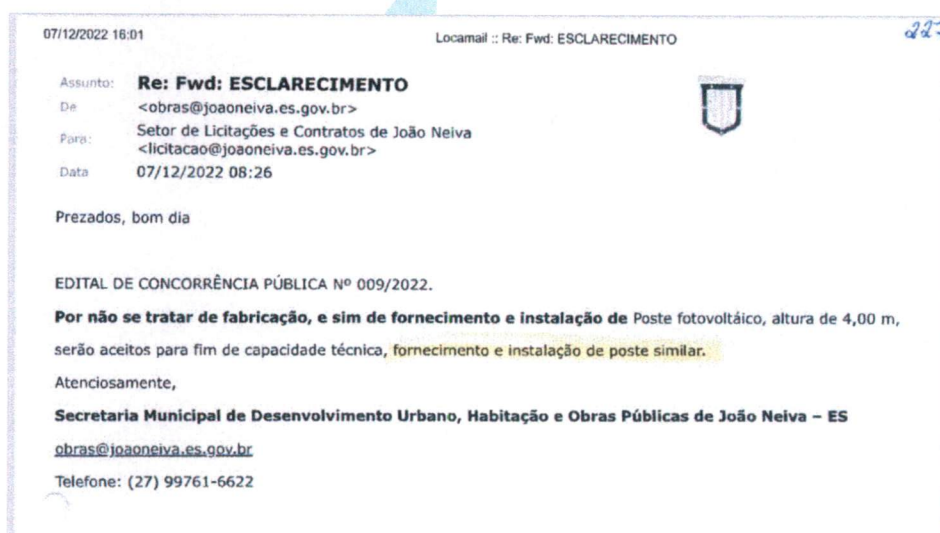 07/12/2022 16:01 Locamail :: Re: Fwd: ESCLARECIMENTO
Assunto: Re: Fwd: ESCLARECIMENTO
De <obras@joaoneiva.es.gov.br>
Para: Setor de Licitações e Contratos de João Neiva
<licitacao@joaoneiva.es.gov.br>
Data 07/12/2022 08:26
Prezados, bom dia
EDITAL DE CONCORRÊNCIA PÚBLICA Nº 009/2022.
Por não se tratar de fabricação, e sim de fornecimento e instalação de Poste fotovoltáico, altura de 4,00 m,
serão aceitos para fim de capacidade técnica, fornecimento e instalação de poste similar.
Atenciosamente,
Secretaria Municipal de Desenvolvimento Urbano, Habitação e Obras Públicas de João Neiva – ES
obras@joaoneiva.es.gov.br
Telefone: (27) 99761-6622